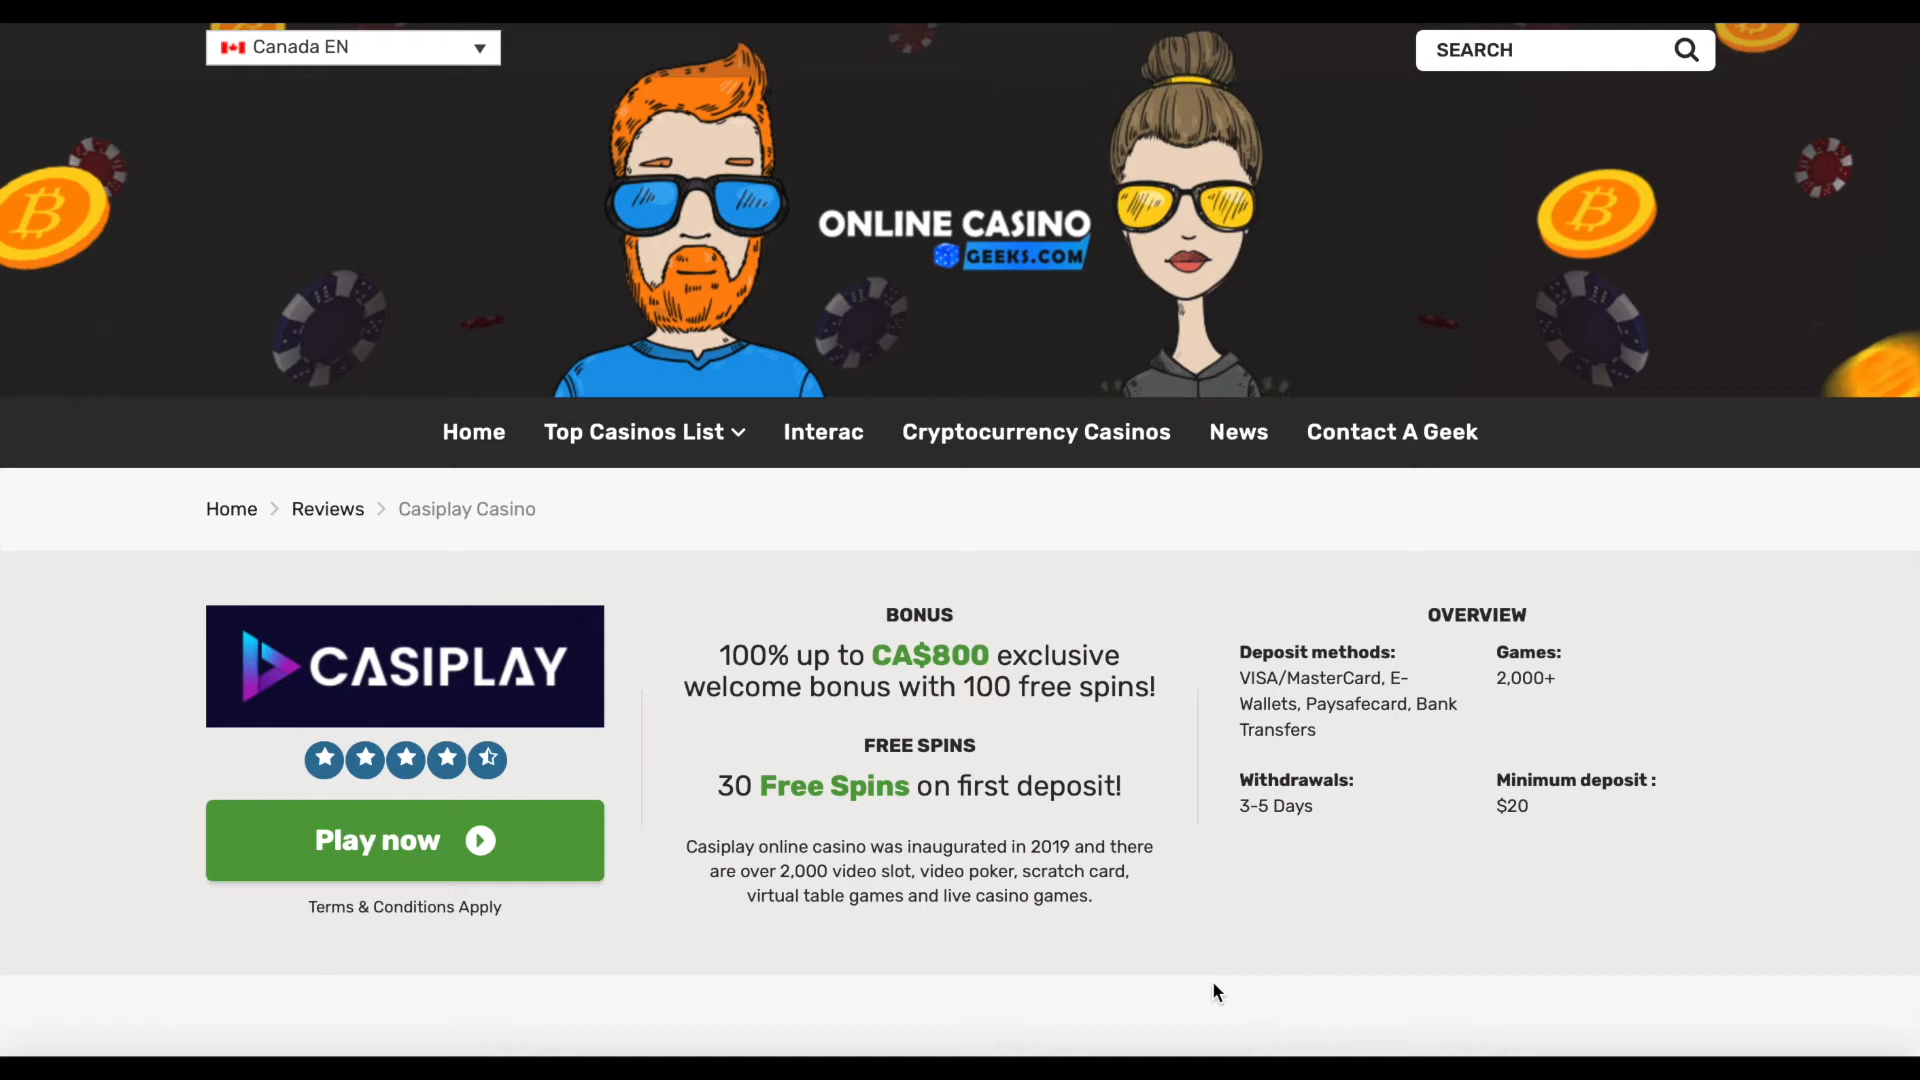 Canada EN
SEARCH
ONLINE CASINO
GEEKS.COM
Home
Top Casinos List
Interac
Cryptocurrency Casinos
News
Contact A Geek
Home
Reviews
Casiplay Casino
CASIPLAY
Play now
Terms & Conditions Apply
BONUS
100% up to CA$800 exclusive
welcome bonus with 100 free spins!
FREE SPINS
30 Free Spins on first deposit!
Casiplay online casino was inaugurated in 2019 and there
are over 2,000 video slot, video poker, scratch card,
virtual table games and live casino games.
OVERVIEW
Deposit methods:
VISA/MasterCard, E-
Wallets, Paysafecard, Bank
Transfers
Games:
2,000+
Withdrawals:
3-5 Days
Minimum deposit :
$20